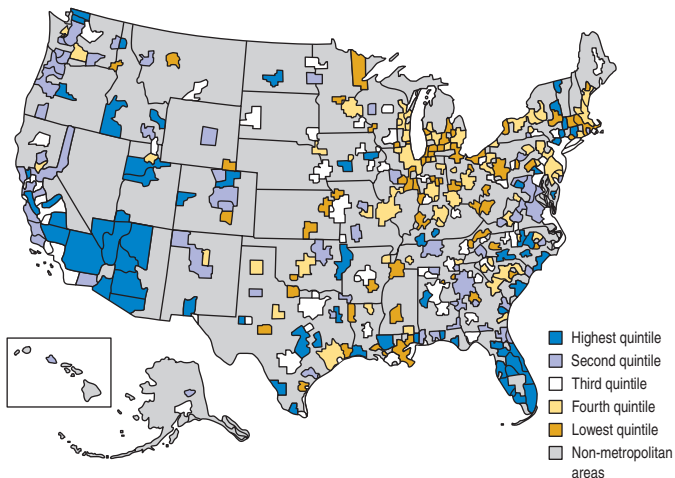 Highest quintile
Second quintile
Third quintile
Fourth quintile
Lowest quintile
Non-metropolitan
areas